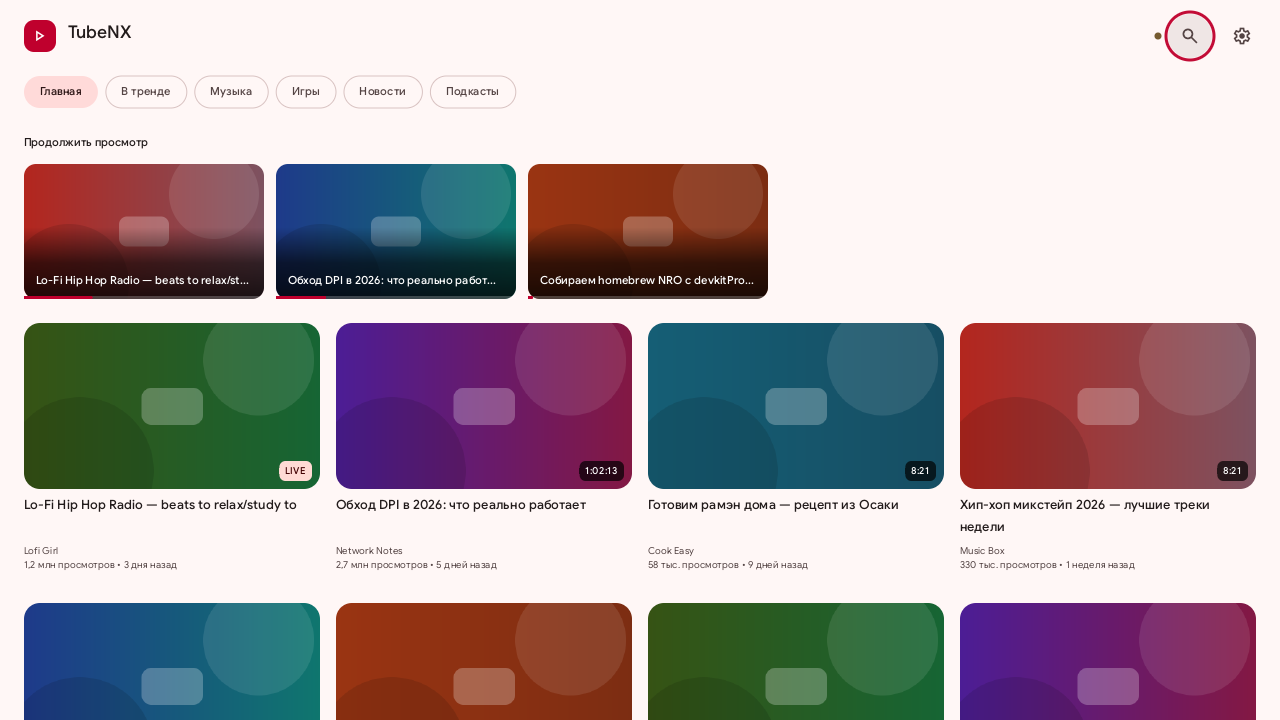 TubeNX
Главная
В тренде
Музыка
Игры
Новости
Подкасты
Продолжить просмотр
Lo-Fi Hip Hop Radio — beats to relax/st...
Обход DPI в 2026: что реально работ...
Собираем homebrew NRO с devkitPro...
LIVE
1:02:13
8:21
8:21
Lo-Fi Hip Hop Radio — beats to relax/study to
Обход DPI в 2026: что реально работает
Готовим рамэн дома — рецепт из Осаки
Хип-хоп микстейп 2026 — лучшие треки
недели
Lofi Girl
1,2 млн просмотров • 3 дня назад
Network Notes
2,7 млн просмотров • 5 дней назад
Cook Easy
58 тыс. просмотров • 9 дней назад
Music Box
330 тыс. просмотров • 1 неделя назад